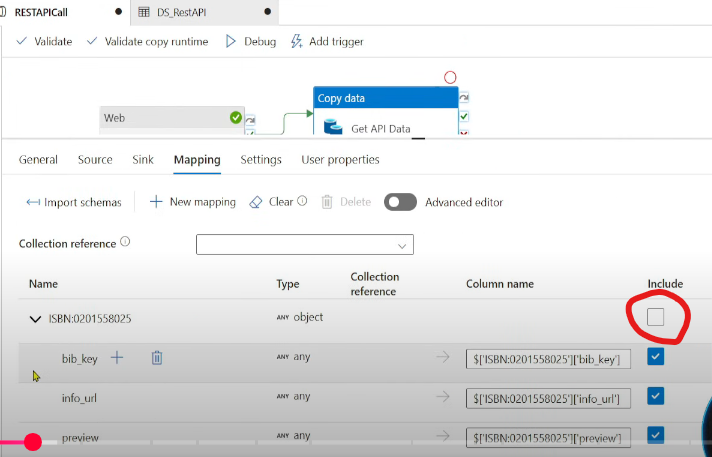 RESTAPICall DS_RestAPI
Validate Validate copy runtime Debug Add trigger
Copy data
Web
Get API Data
General Source Sink Mapping Settings User properties
Import schemas New mapping Clear Delete Advanced editor
Collection reference
Name Type Collection reference Column name Include
ISBN:0201558025 ANY object
bib_key ANY any $['ISBN:0201558025']['bib_key']
info_url ANY any $['ISBN:0201558025']['info_url']
preview ANY any $['ISBN:0201558025']['preview']